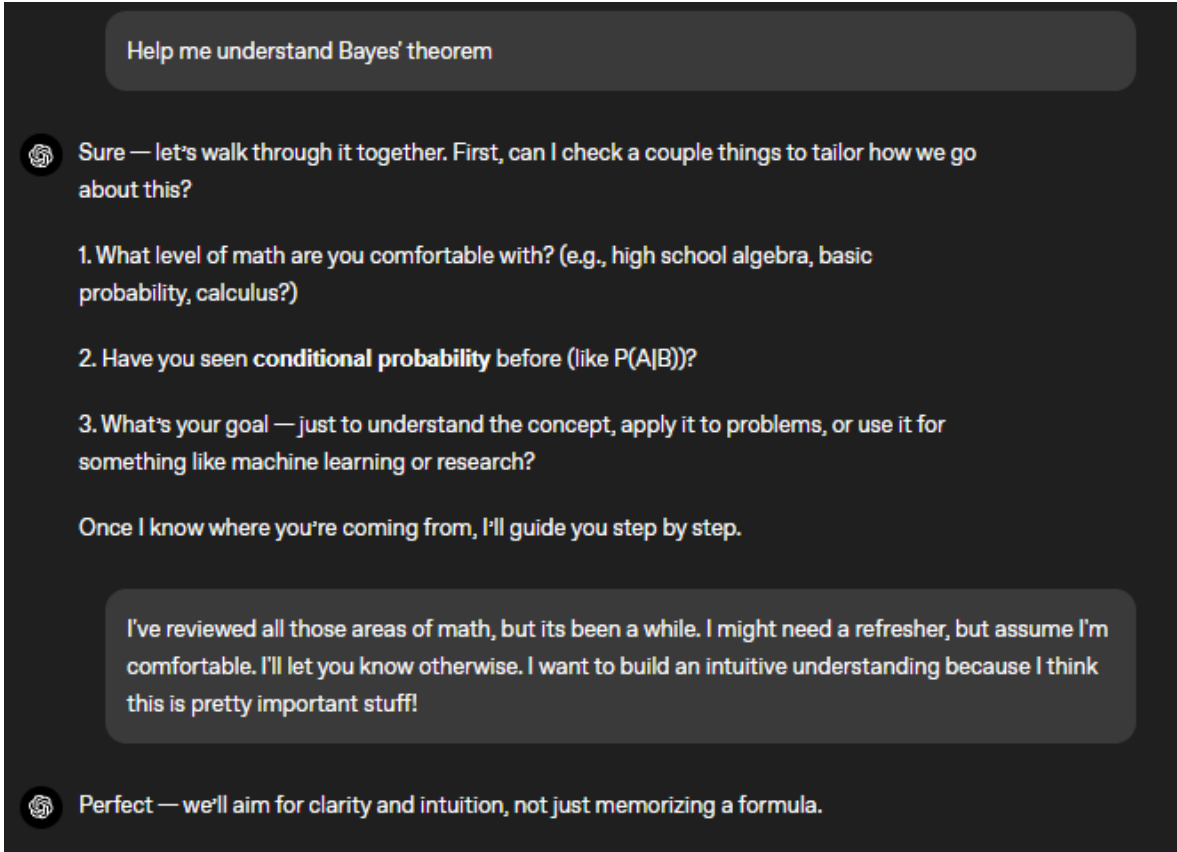 Help me understand Bayes' theorem
Sure — let's walk through it together. First, can I check a couple things to tailor how we go
about this?
1. What level of math are you comfortable with? (e.g., high school algebra, basic
probability, calculus?)
2. Have you seen conditional probability before (like P(A|B))?
3. What's your goal — just to understand the concept, apply it to problems, or use it for
something like machine learning or research?
Once I know where you're coming from, I'll guide you step by step.
I've reviewed all those areas of math, but its been a while. I might need a refresher, but assume I'm
comfortable. I'll let you know otherwise. I want to build an intuitive understanding because I think
this is pretty important stuff!
Perfect — we'll aim for clarity and intuition, not just memorizing a formula.